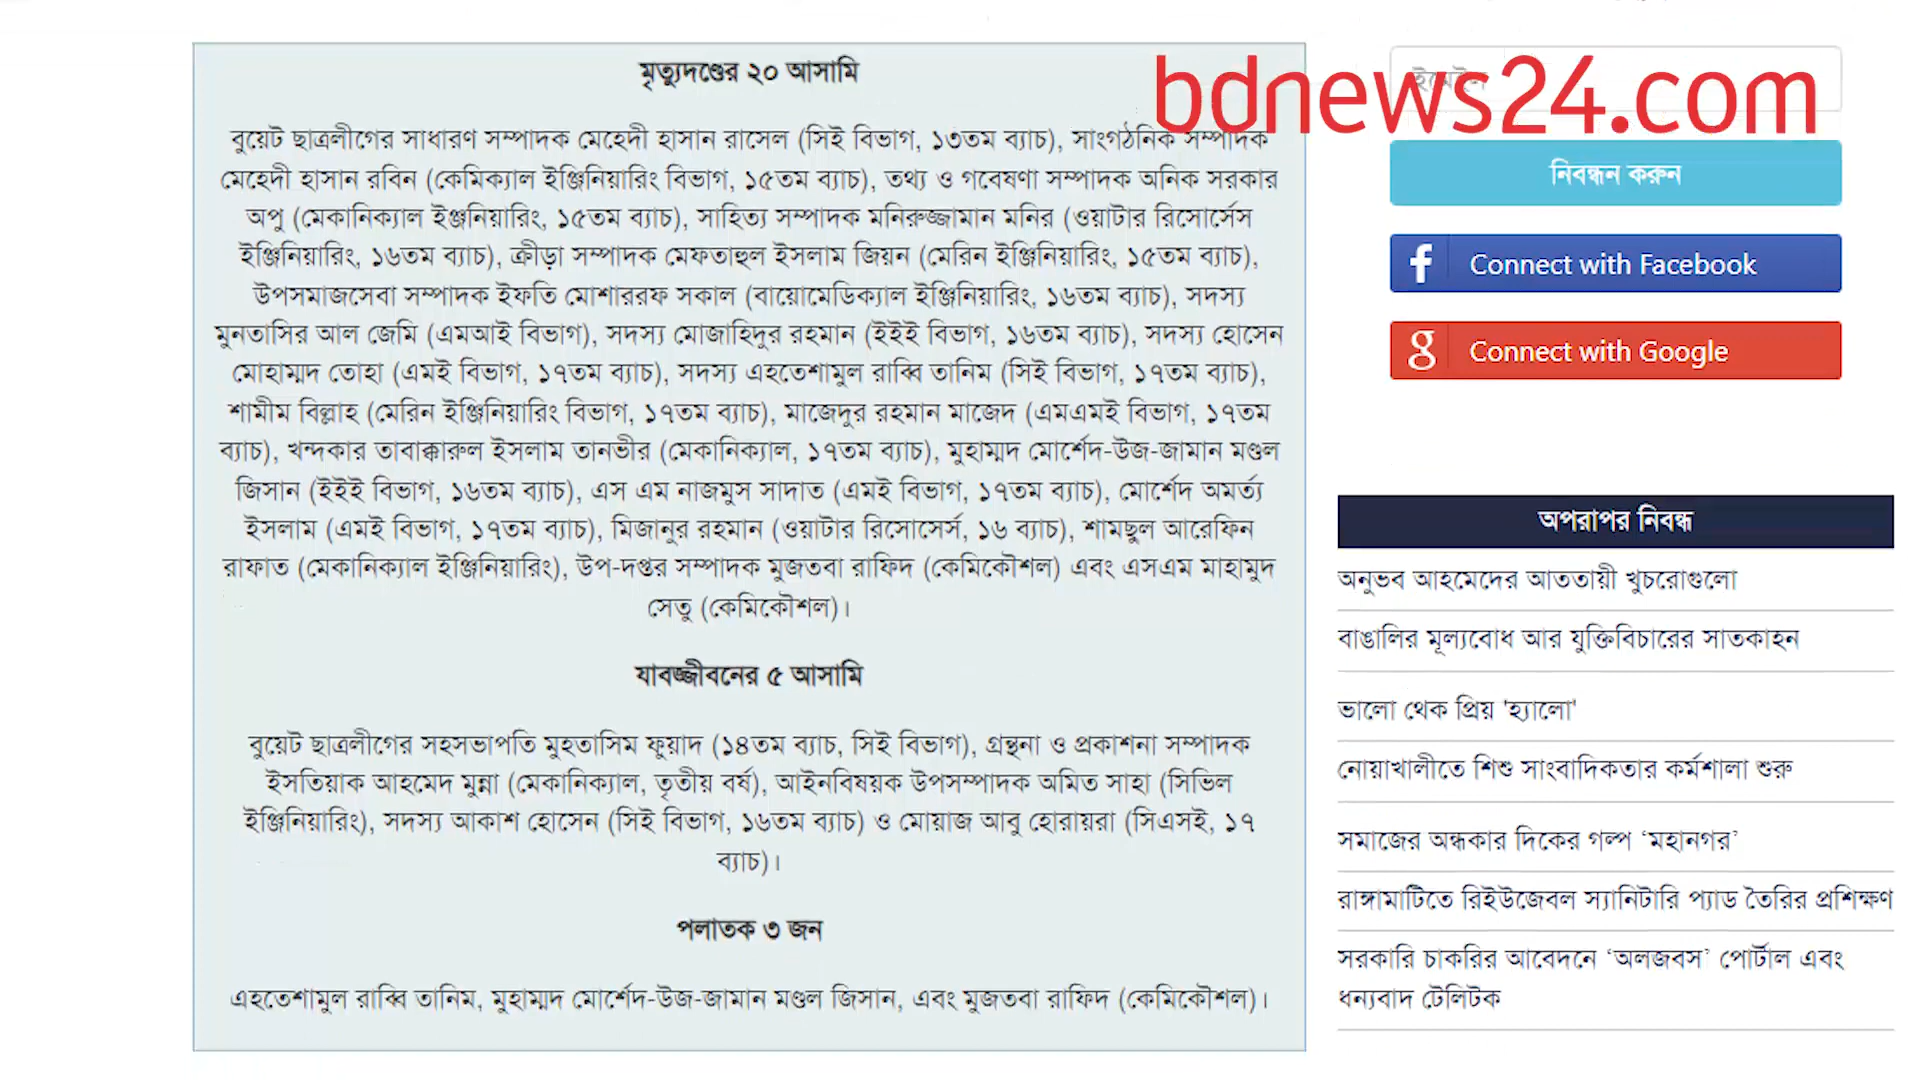 মৃত্যুদণ্ডের ২০ আসামি
বুয়েট ছাত্রলীগের সাধারণ সম্পাদক মেহেদী হাসান রাসেল (সিই বিভাগ, ১৩তম ব্যাচ), সাংগঠনিক সম্পাদক
মেহেদী হাসান রবিন (কেমিক্যাল ইঞ্জিনিয়ারিং বিভাগ, ১৫তম ব্যাচ), তথ্য ও গবেষণা সম্পাদক অনিক সরকার
অপু (মেকানিক্যাল ইঞ্জনিয়ারিং, ১৫তম ব্যাচ), সাহিত্য সম্পাদক মনিরুজ্জামান মনির (ওয়াটার রিসোর্সেস
ইঞ্জিনিয়ারিং, ১৬তম ব্যাচ), ক্রীড়া সম্পাদক মেফতাহুল ইসলাম জিয়ন (মেরিন ইঞ্জিনিয়ারিং, ১৫তম ব্যাচ),
উপসমাজসেবা সম্পাদক ইফতি মোশাররফ সকাল (বায়োমেডিক্যাল ইঞ্জিনিয়ারিং, ১৬তম ব্যাচ), সদস্য
মুনতাসির আল জেমি (এমআই বিভাগ), সদস্য মোজাহিদুর রহমান (ইইই বিভাগ, ১৬তম ব্যাচ), সদস্য হোসেন
মোহাম্মদ তোহা (এমই বিভাগ, ১৭তম ব্যাচ), সদস্য এহতেশামুল রাব্বি তানিম (সিই বিভাগ, ১৭তম ব্যাচ),
শামীম বিল্লাহ (মেরিন ইঞ্জিনিয়ারিং বিভাগ, ১৭তম ব্যাচ), মাজেদুর রহমান মাজেদ (এমএমই বিভাগ, ১৭তম
ব্যাচ), খন্দকার তাবাক্কারুল ইসলাম তানভীর (মেকানিক্যাল, ১৭তম ব্যাচ), মুহাম্মদ মোর্শেদ-উজ-জামান মণ্ডল
জিসান (ইইই বিভাগ, ১৬তম ব্যাচ), এস এম নাজমুস সাদাত (এমই বিভাগ, ১৭তম ব্যাচ), মোর্শেদ অমর্ত্য
ইসলাম (এমই বিভাগ, ১৭তম ব্যাচ), মিজানুর রহমান (ওয়াটার রিসোসের্স, ১৬ ব্যাচ), শামছুল আরেফিন
রাফাত (মেকানিক্যাল ইঞ্জিনিয়ারিং), উপ-দপ্তর সম্পাদক মুজতবা রাফিদ (কেমিকৌশল) এবং এসএম মাহামুদ
সেতু (কেমিকৌশল)।
যাবজ্জীবনের ৫ আসামি
বুয়েট ছাত্রলীগের সহসভাপতি মুহতাসিম ফুয়াদ (১৪তম ব্যাচ, সিই বিভাগ), গ্রন্থনা ও প্রকাশনা সম্পাদক
ইসতিয়াক আহমেদ মুন্না (মেকানিক্যাল, তৃতীয় বর্ষ), আইনবিষয়ক উপসম্পাদক অমিত সাহা (সিভিল
ইঞ্জিনিয়ারিং), সদস্য আকাশ হোসেন (সিই বিভাগ, ১৬তম ব্যাচ) ও মোয়াজ আবু হোরায়রা (সিএসই, ১৭
ব্যাচ)।
পলাতক ৩ জন
এহতেশামুল রাব্বি তানিম, মুহাম্মদ মোর্শেদ-উজ-জামান মণ্ডল জিসান, এবং মুজতবা রাফিদ (কেমিকৌশল)।
bdnews24.com
ইমেইল
নিবন্ধন করুন
f Connect with Facebook
g Connect with Google
অপরাপর নিবন্ধ
অনুভব আহমেদের আততায়ী খুচরোগুলো
বাঙালির মূল্যবোধ আর যুক্তিবিচারের সাতকাহন
ভালো থেক প্রিয় 'হ্যালো'
নোয়াখালীতে শিশু সাংবাদিকতার কর্মশালা শুরু
সমাজের অন্ধকার দিকের গল্প ‘মহানগর’
রাঙ্গামাটিতে রিইউজেবল স্যানিটারি প্যাড তৈরির প্রশিক্ষণ
সরকারি চাকরির আবেদনে ‘অলজবস’ পোর্টাল এবং
ধন্যবাদ টেলিটক